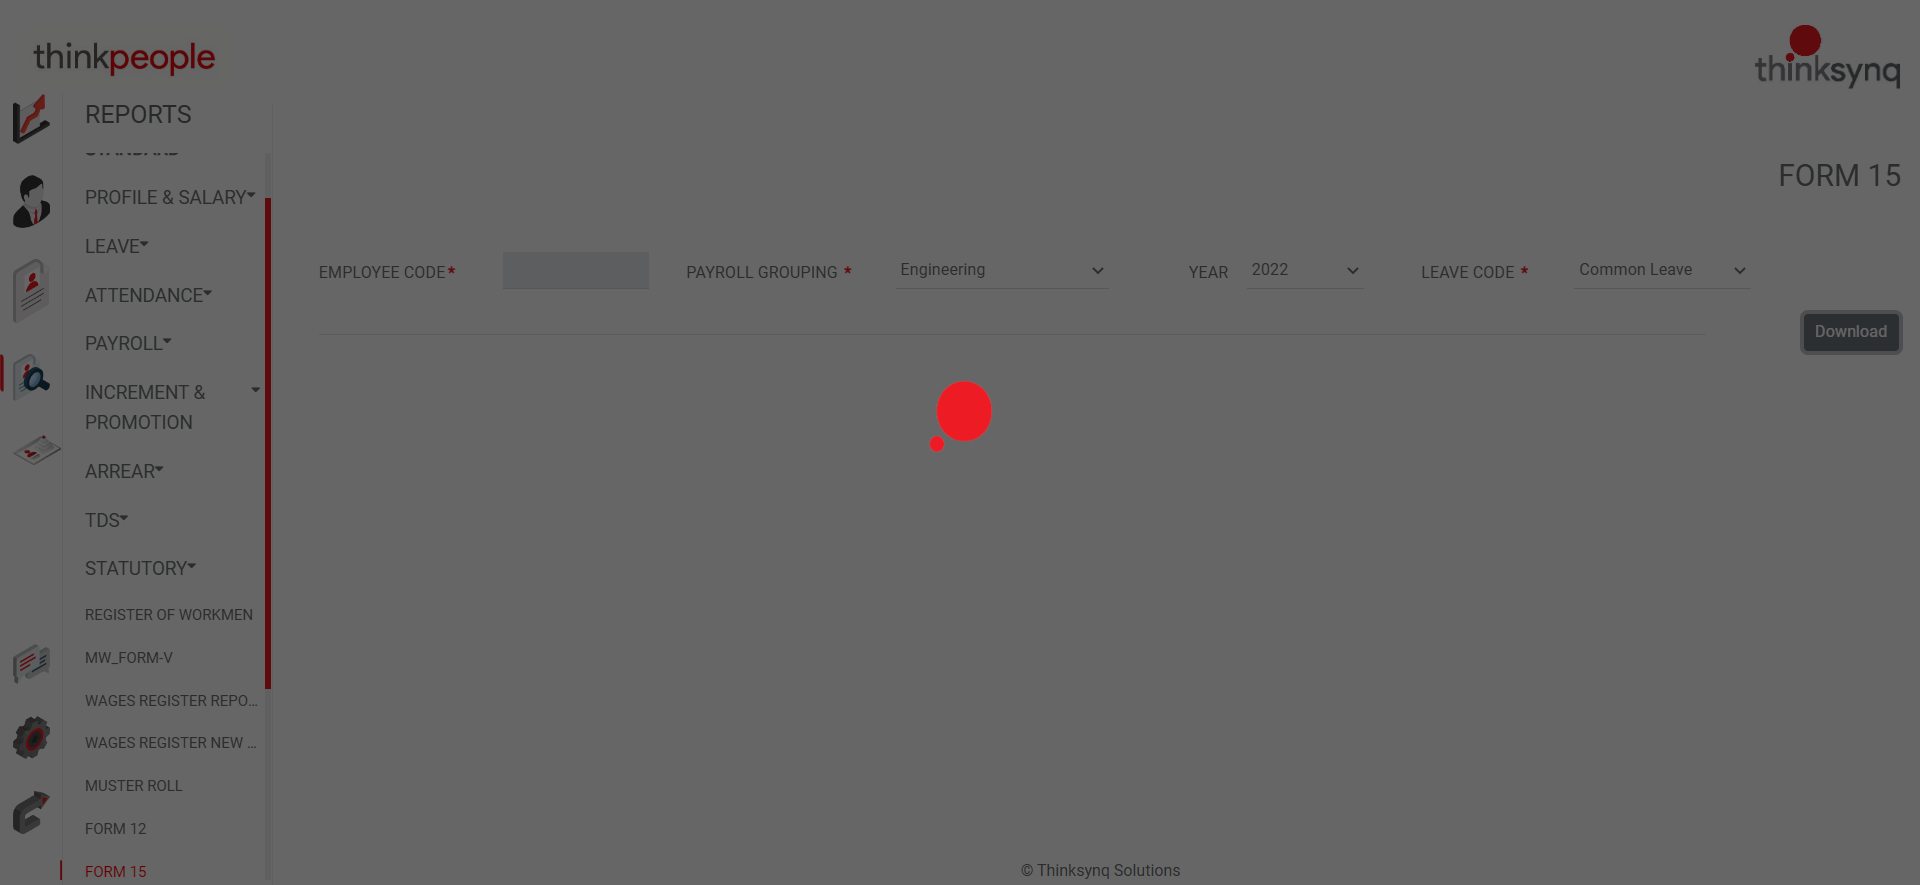 thinkpeople
thinksynq
REPORTS
STANDARD
PROFILE & SALARY
LEAVE
ATTENDANCE
PAYROLL
INCREMENT &
PROMOTION
ARREAR
TDS
STATUTORY
REGISTER OF WORKMEN
MW_FORM-V
WAGES REGISTER REPO...
WAGES REGISTER NEW ...
MUSTER ROLL
FORM 12
FORM 15
FORM 15
EMPLOYEE CODE* PAYROLL GROUPING * Engineering YEAR 2022 LEAVE CODE * Common Leave
Download
© Thinksynq Solutions